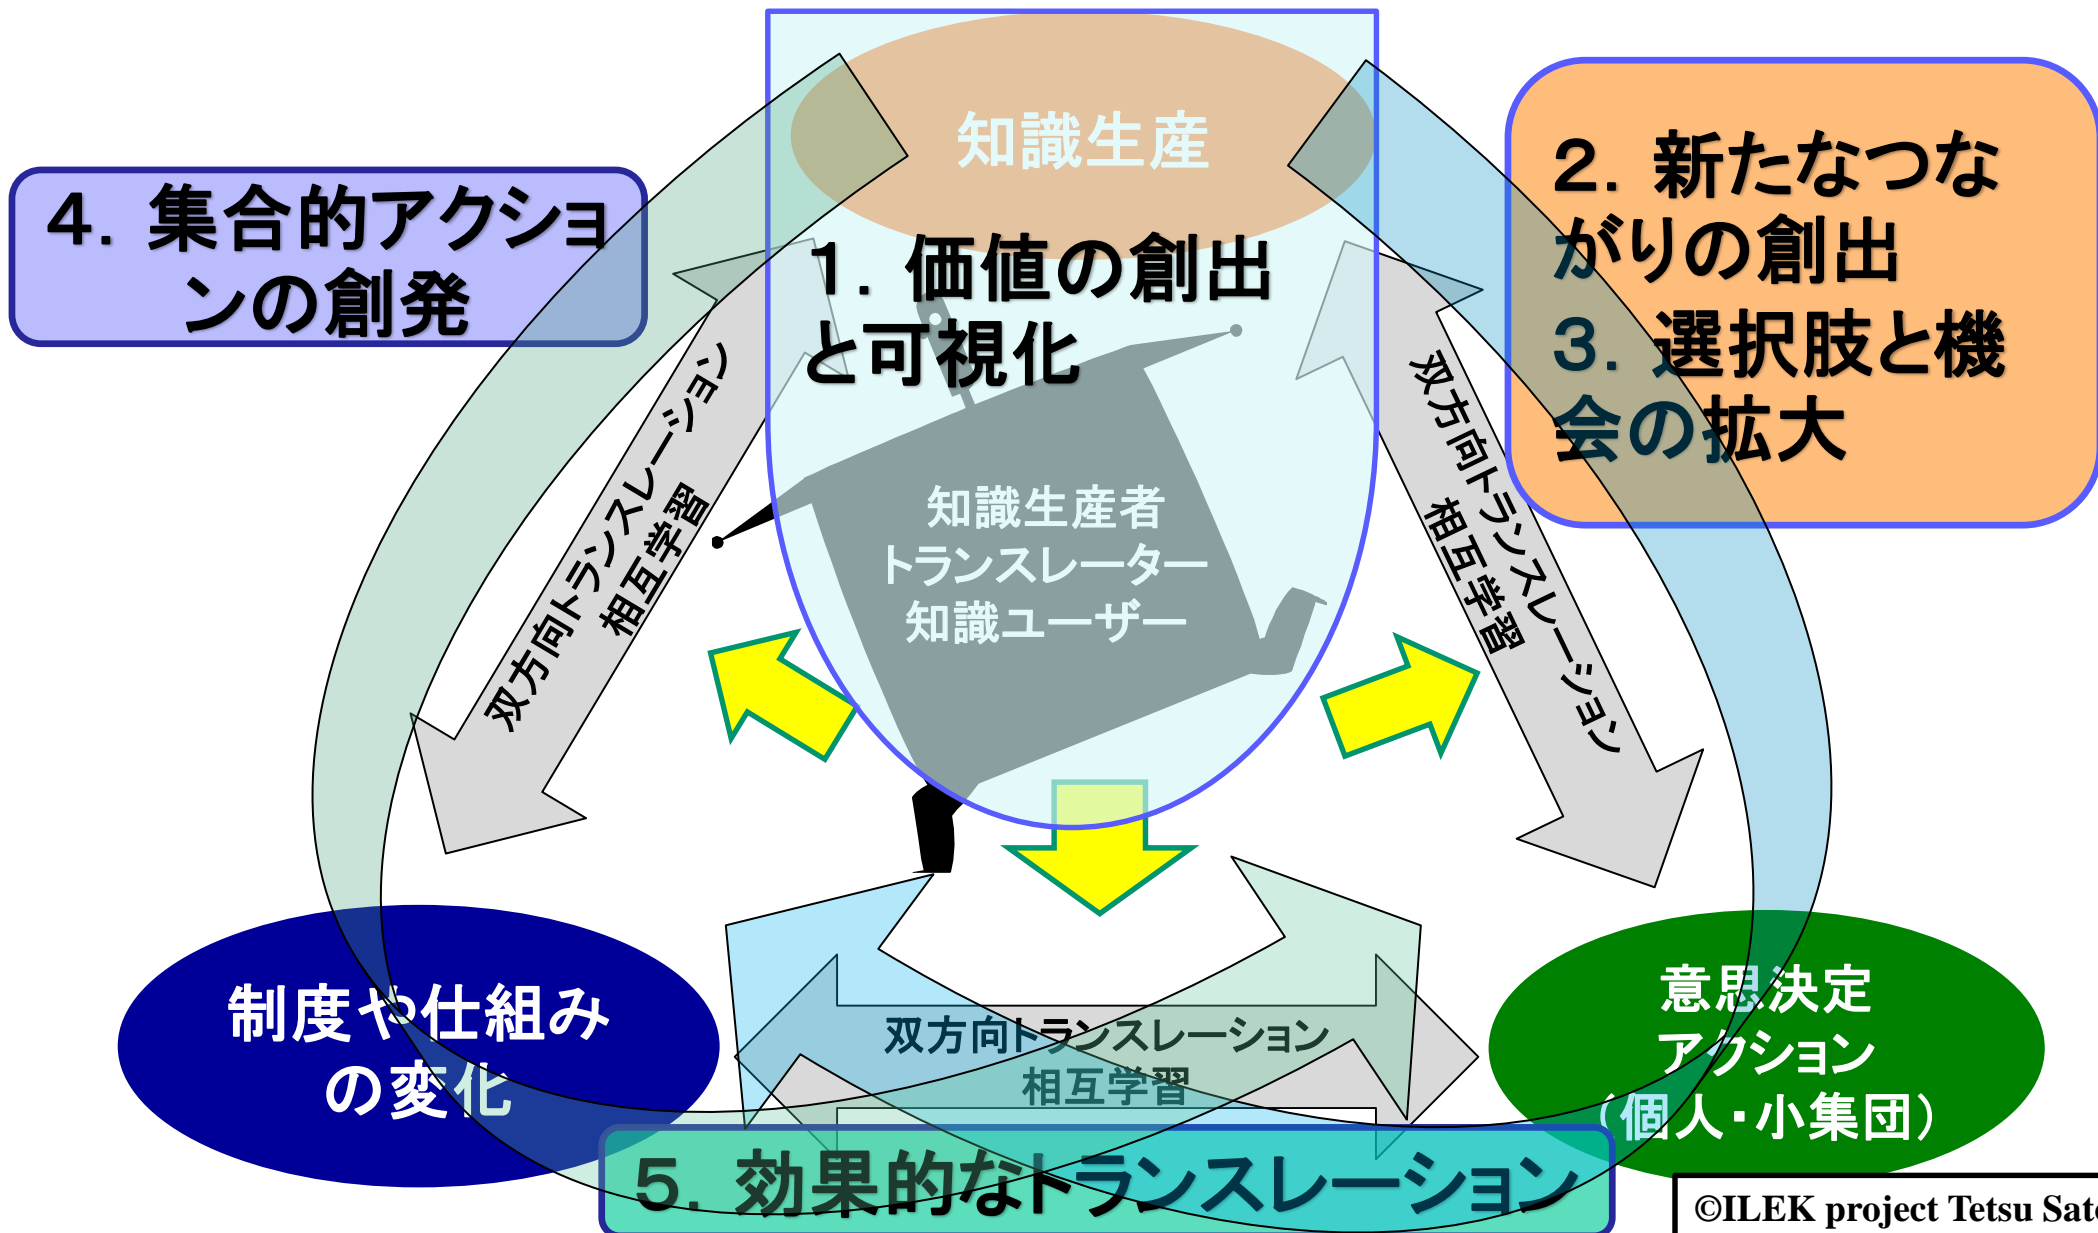 知識生産
1．価値の創出
と可視化
2．新たなつな
がりの創出
3．選択肢と機
会の拡大
4．集合的アクショ
ンの創発
双方向トランスレーション
相互学習
双方向トランスレーション
相互学習
知識生産者
トランスレーター
知識ユーザー
制度や仕組み
の変化
双方向トランスレーション
相互学習
意思決定
アクション
（個人・小集団）
5．効果的なトランスレーション
©ILEK project Tetsu